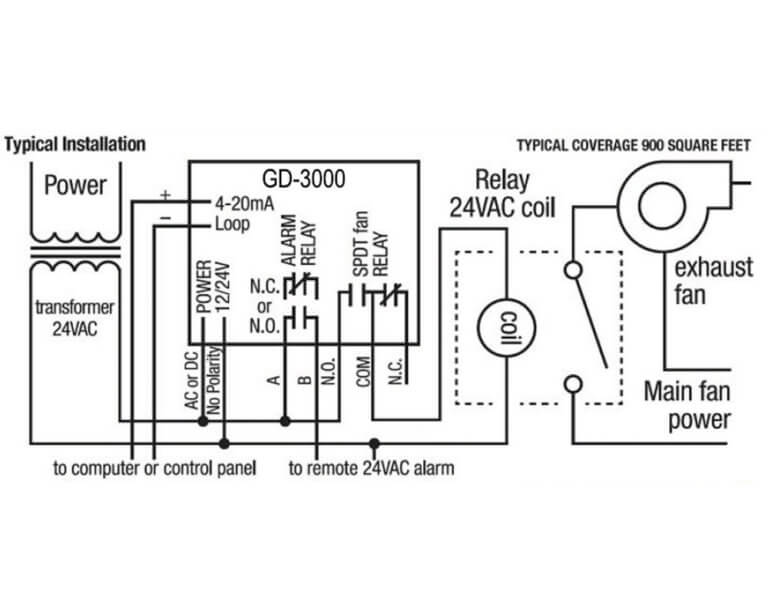 Typical Installation
TYPICAL COVERAGE 900 SQUARE FEET
Power
GD-3000
+
4-20mA
−
Loop
transformer
24VAC
POWER
12/24V
ALARM
RELAY
N.C.
or
N.O.
SPDT fan
RELAY
AC or DC
No Polarity
A
B
N.O.
COM
N.C.
Relay
24VAC coil
coil
exhaust
fan
Main fan
power
to computer or control panel
to remote 24VAC alarm